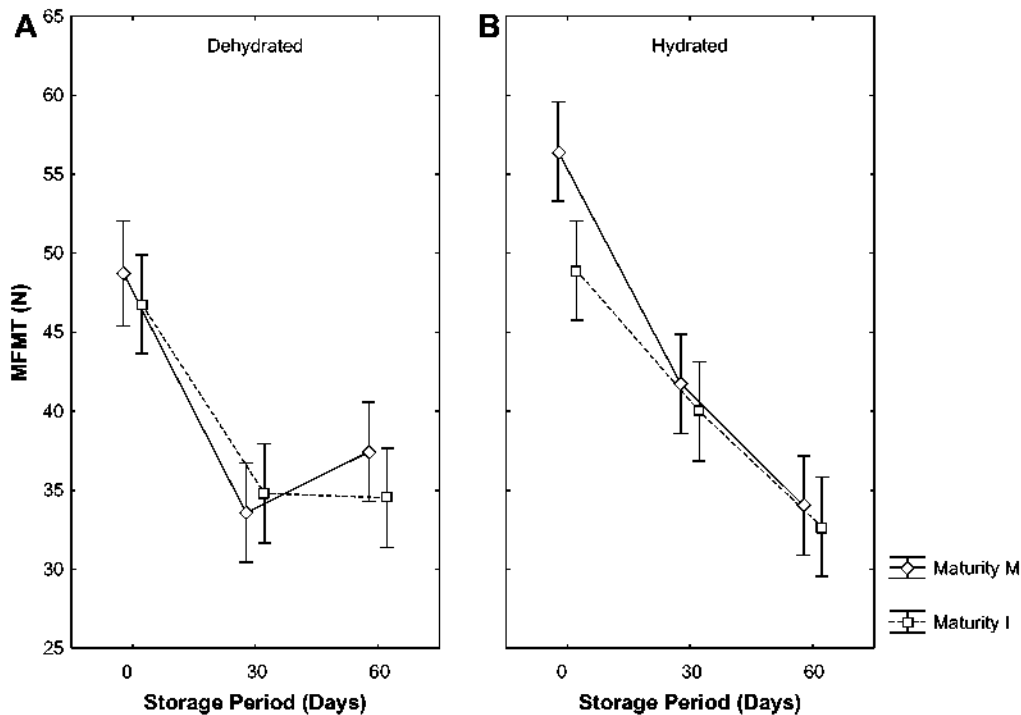 A
Dehydrated
65
60
55
50
45
40
35
30
25
MFMT (N)
0 30 60
Storage Period (Days)
B
Hydrated
0 30 60
Storage Period (Days)
Maturity M
Maturity I